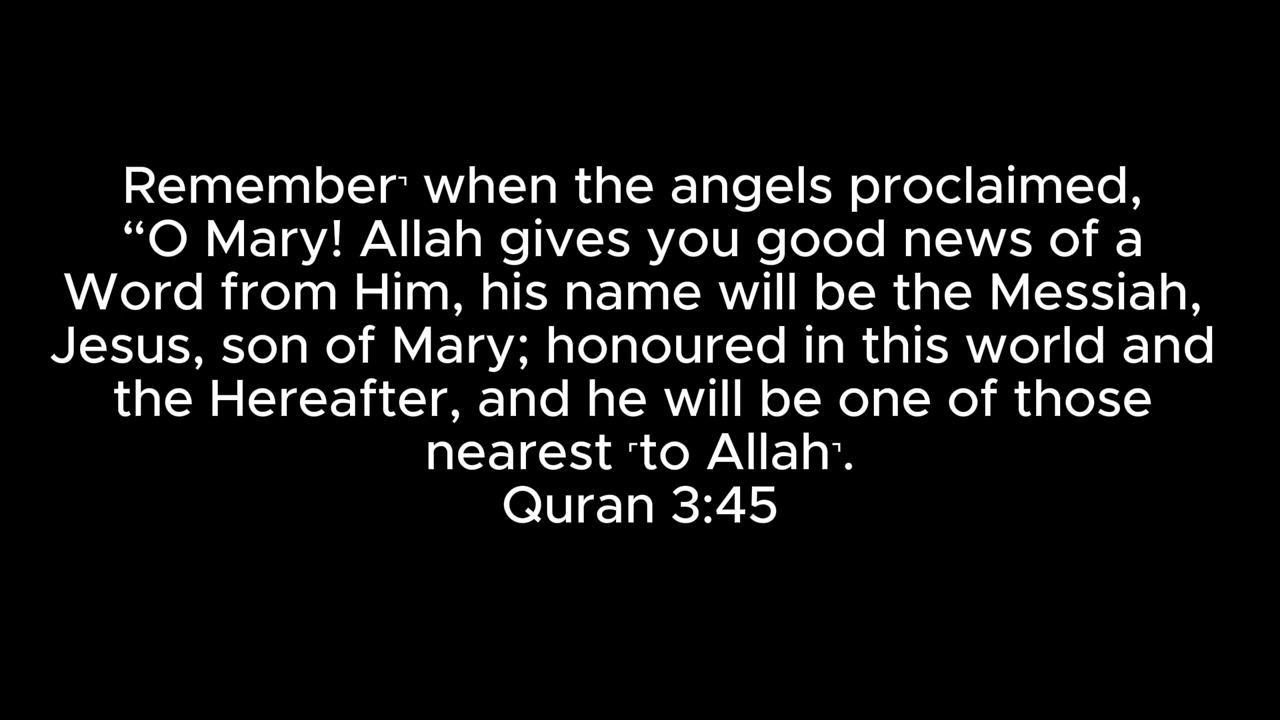 Remember˺ when the angels proclaimed,
“O Mary! Allah gives you good news of a
Word from Him, his name will be the Messiah,
Jesus, son of Mary; honoured in this world and
the Hereafter, and he will be one of those
nearest ˹to Allah˺.
Quran 3:45